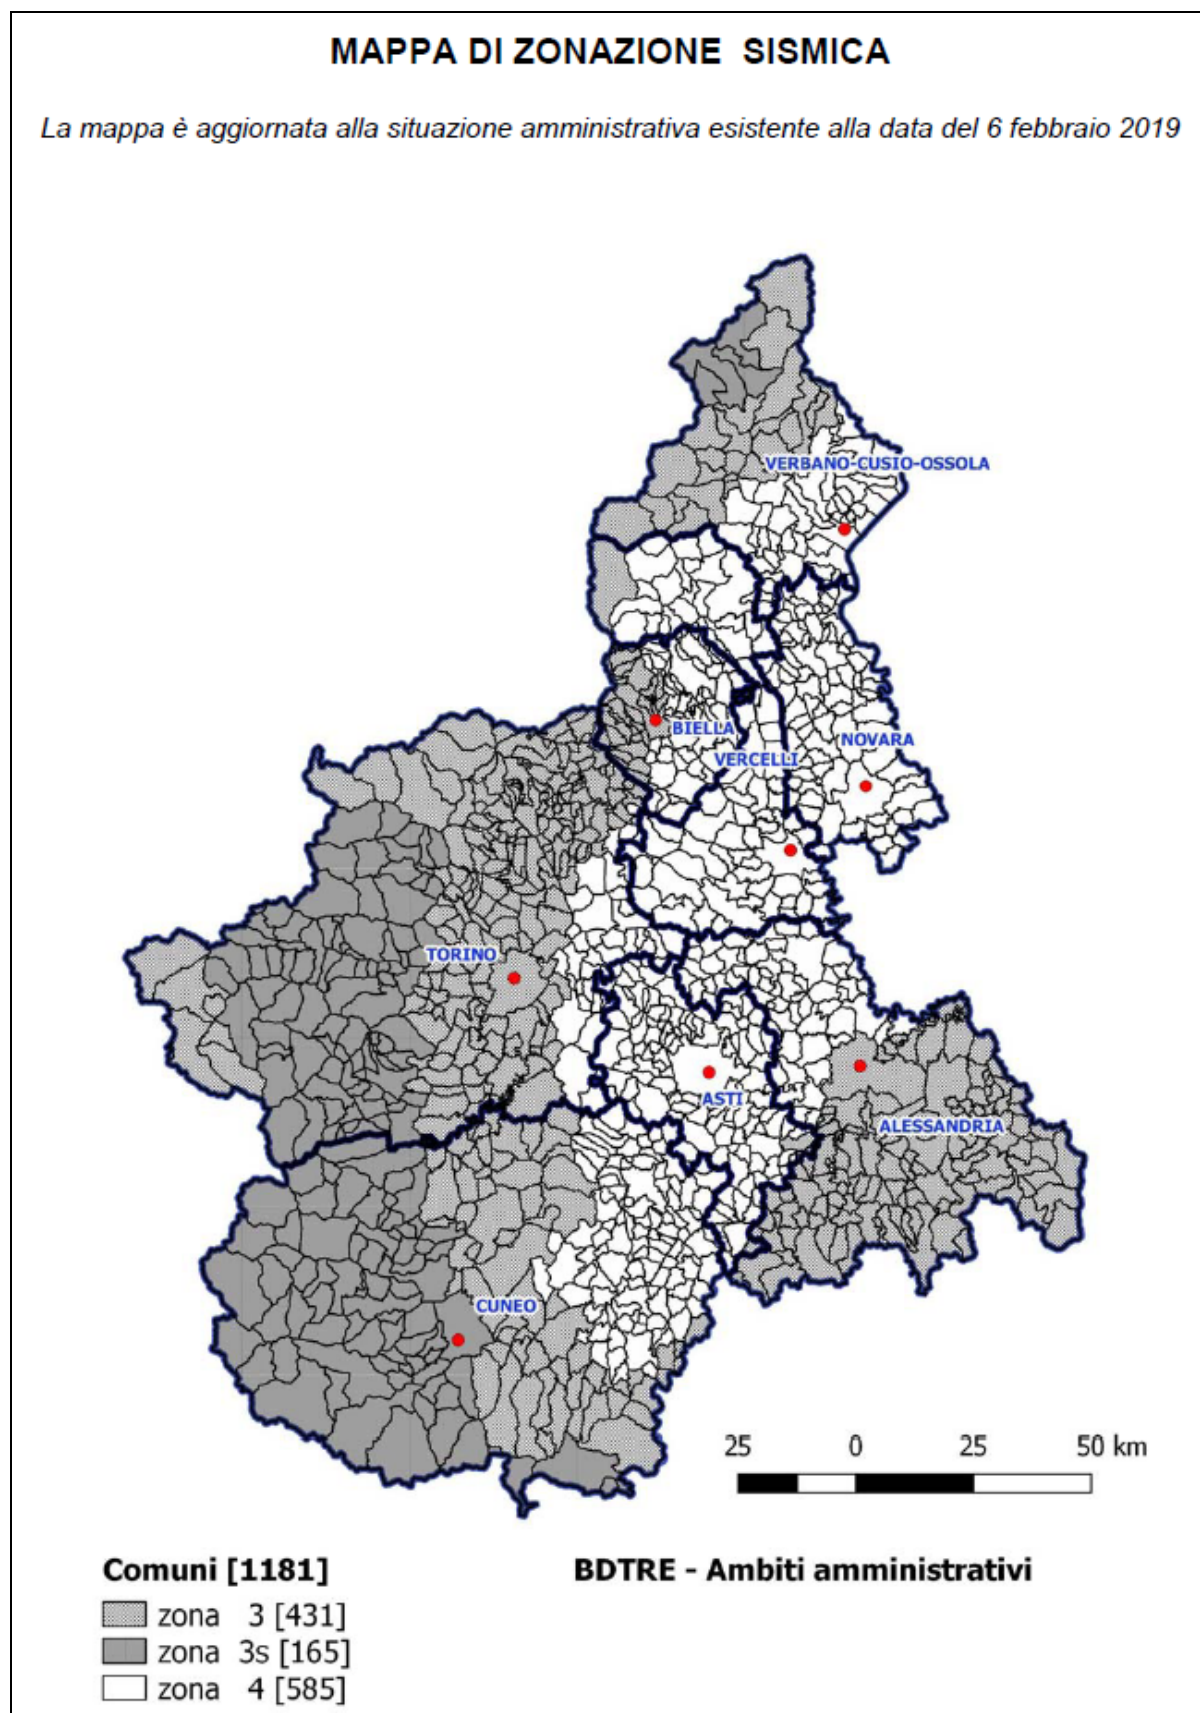 MAPPA DI ZONAZIONE SISMICA
La mappa è aggiornata alla situazione amministrativa esistente alla data del 6 febbraio 2019
VERBANO-CUSIO-OSSOLA
BIELLA
NOVARA
VERCELLI
TORINO
ASTI
ALESSANDRIA
CUNEO
25 0 25 50 km
Comuni [1181]
BDTRE - Ambiti amministrativi
zona 3 [431]
zona 3s [165]
zona 4 [585]